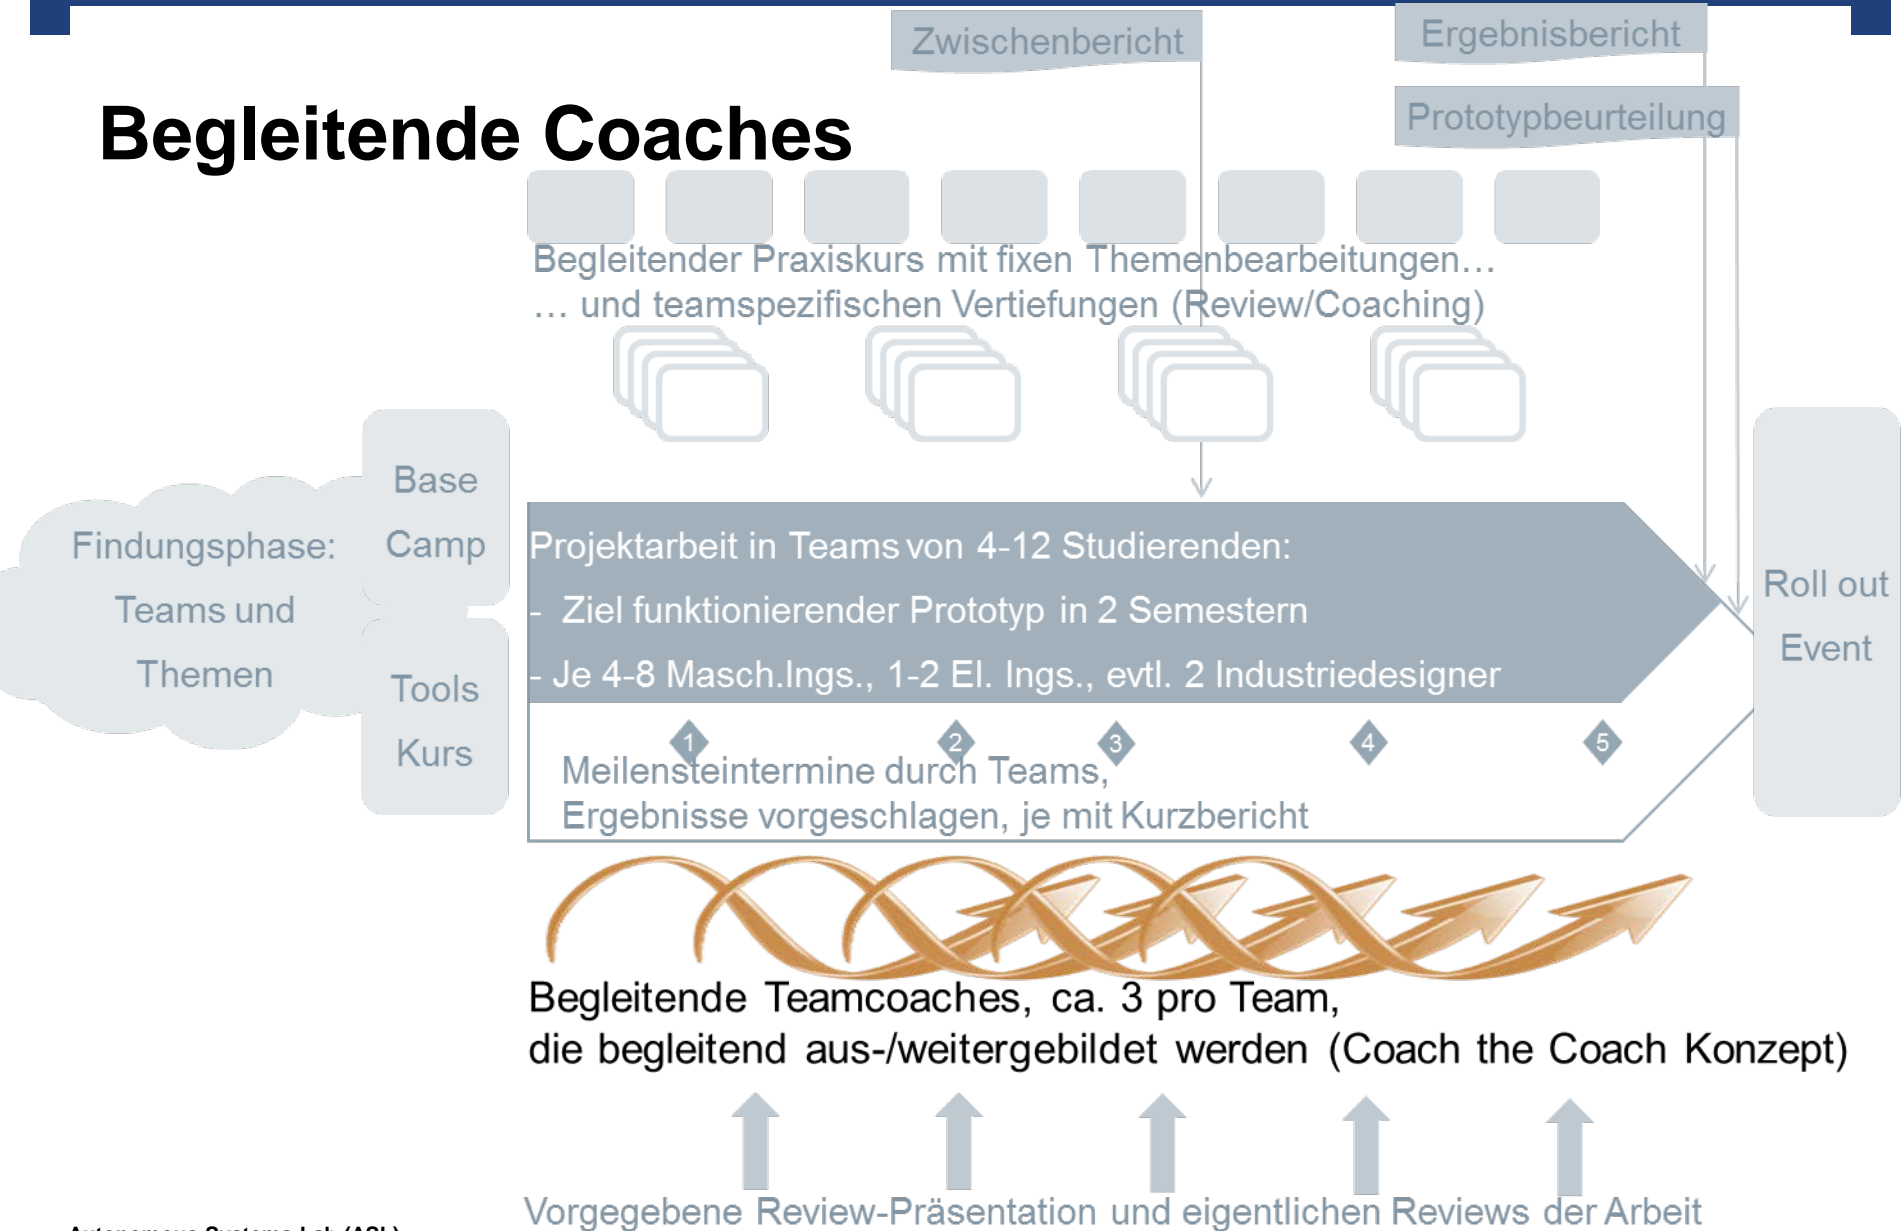 Zwischenbericht
Ergebnisbericht
Prototypbeurteilung
Begleitende Coaches
Begleitender Praxiskurs mit fixen Themenbearbeitungen…
… und teamspezifischen Vertiefungen (Review/Coaching)
Findungsphase:
Teams und
Themen
Base
Camp
Tools
Kurs
Projektarbeit in Teams von 4-12 Studierenden:
- Ziel funktionierender Prototyp in 2 Semestern
- Je 4-8 Masch.Ings., 1-2 El. Ings., evtl. 2 Industriedesigner
1 2 3 4 5
Meilensteintermine durch Teams,
Ergebnisse vorgeschlagen, je mit Kurzbericht
Roll out
Event
Begleitende Teamcoaches, ca. 3 pro Team,
die begleitend aus-/weitergebildet werden (Coach the Coach Konzept)
Vorgegebene Review-Präsentation und eigentlichen Reviews der Arbeit
Autonomous Systems Lab (ASL)